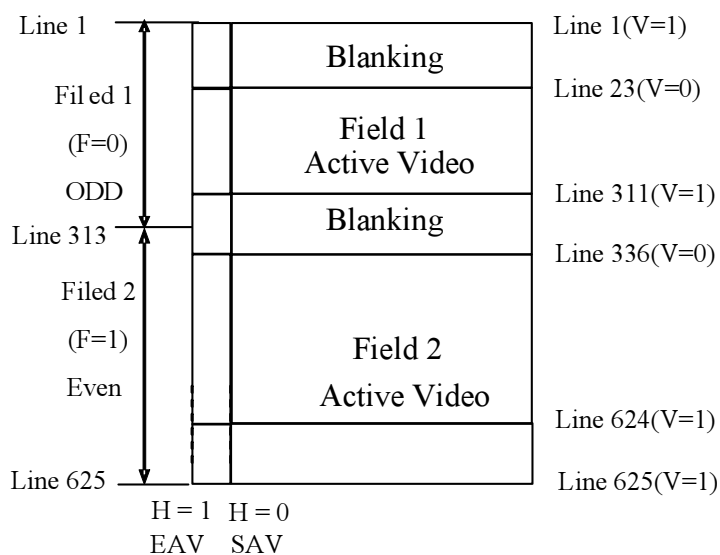 Line 1
Filed 1
(F=0)
ODD
Line 313
Filed 2
(F=1)
Even
Line 625
Blanking
Field 1
Active Video
Blanking
Field 2
Active Video
Line 1(V=1)
Line 23(V=0)
Line 311(V=1)
Line 336(V=0)
Line 624(V=1)
Line 625(V=1)
H = 1 H = 0
EAV SAV